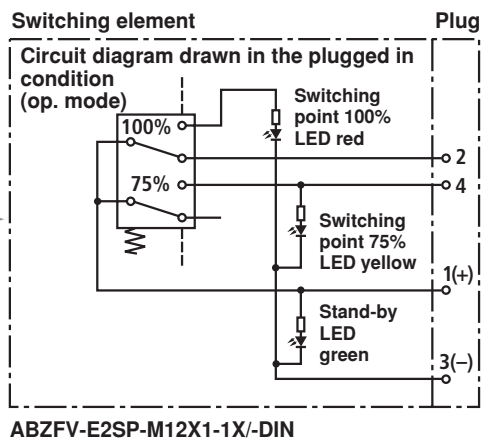 Switching element
Plug
Circuit diagram drawn in the plugged in
condition
(op. mode)
Switching
point 100%
LED red
100%
2
75%
4
Switching
point 75%
LED yellow
1(+)
Stand-by
LED
green
3(–)
ABZFV-E2SP-M12X1-1X/-DIN